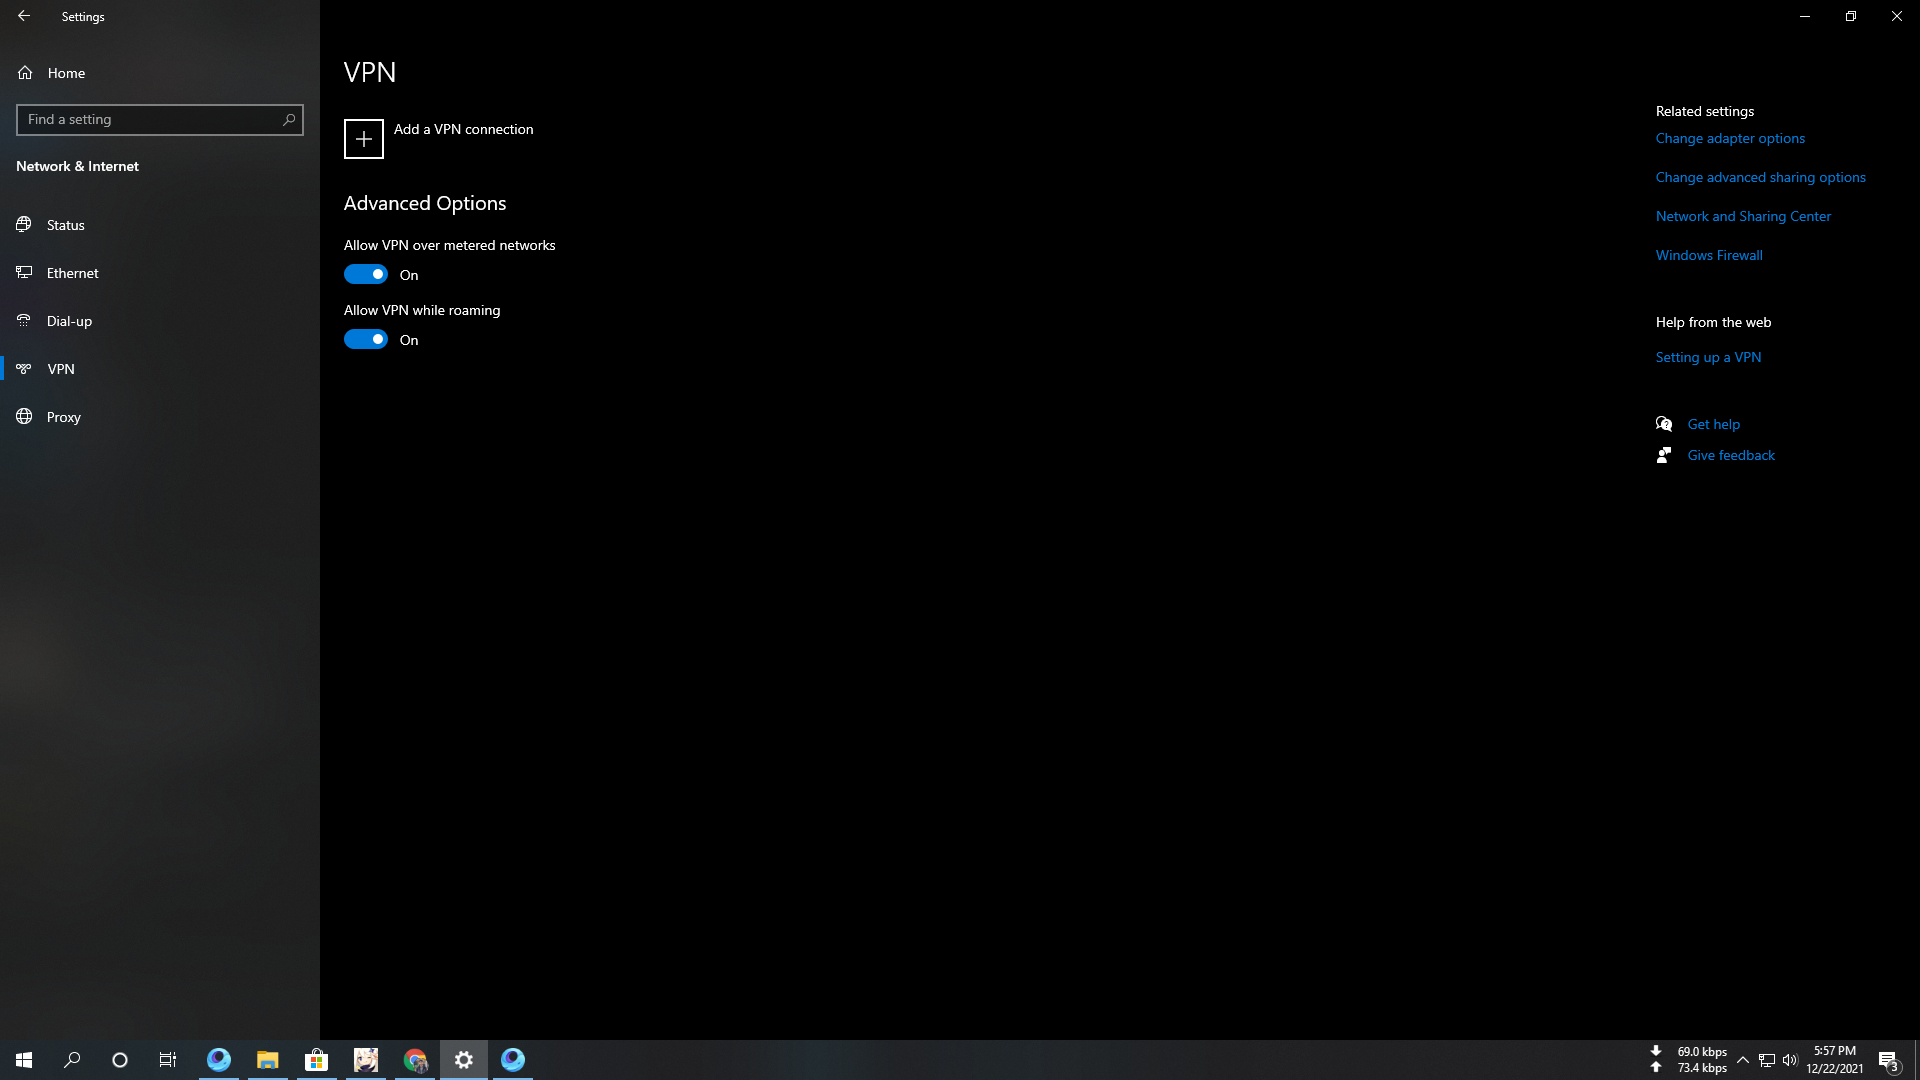 Settings
Home
Find a setting
Network & Internet
Status
Ethernet
Dial-up
VPN
Proxy
VPN
Add a VPN connection
Advanced Options
Allow VPN over metered networks
On
Allow VPN while roaming
On
Related settings
Change adapter options
Change advanced sharing options
Network and Sharing Center
Windows Firewall
Help from the web
Setting up a VPN
Get help
Give feedback
69.0 kbps
73.4 kbps
5:57 PM
12/22/2021
3